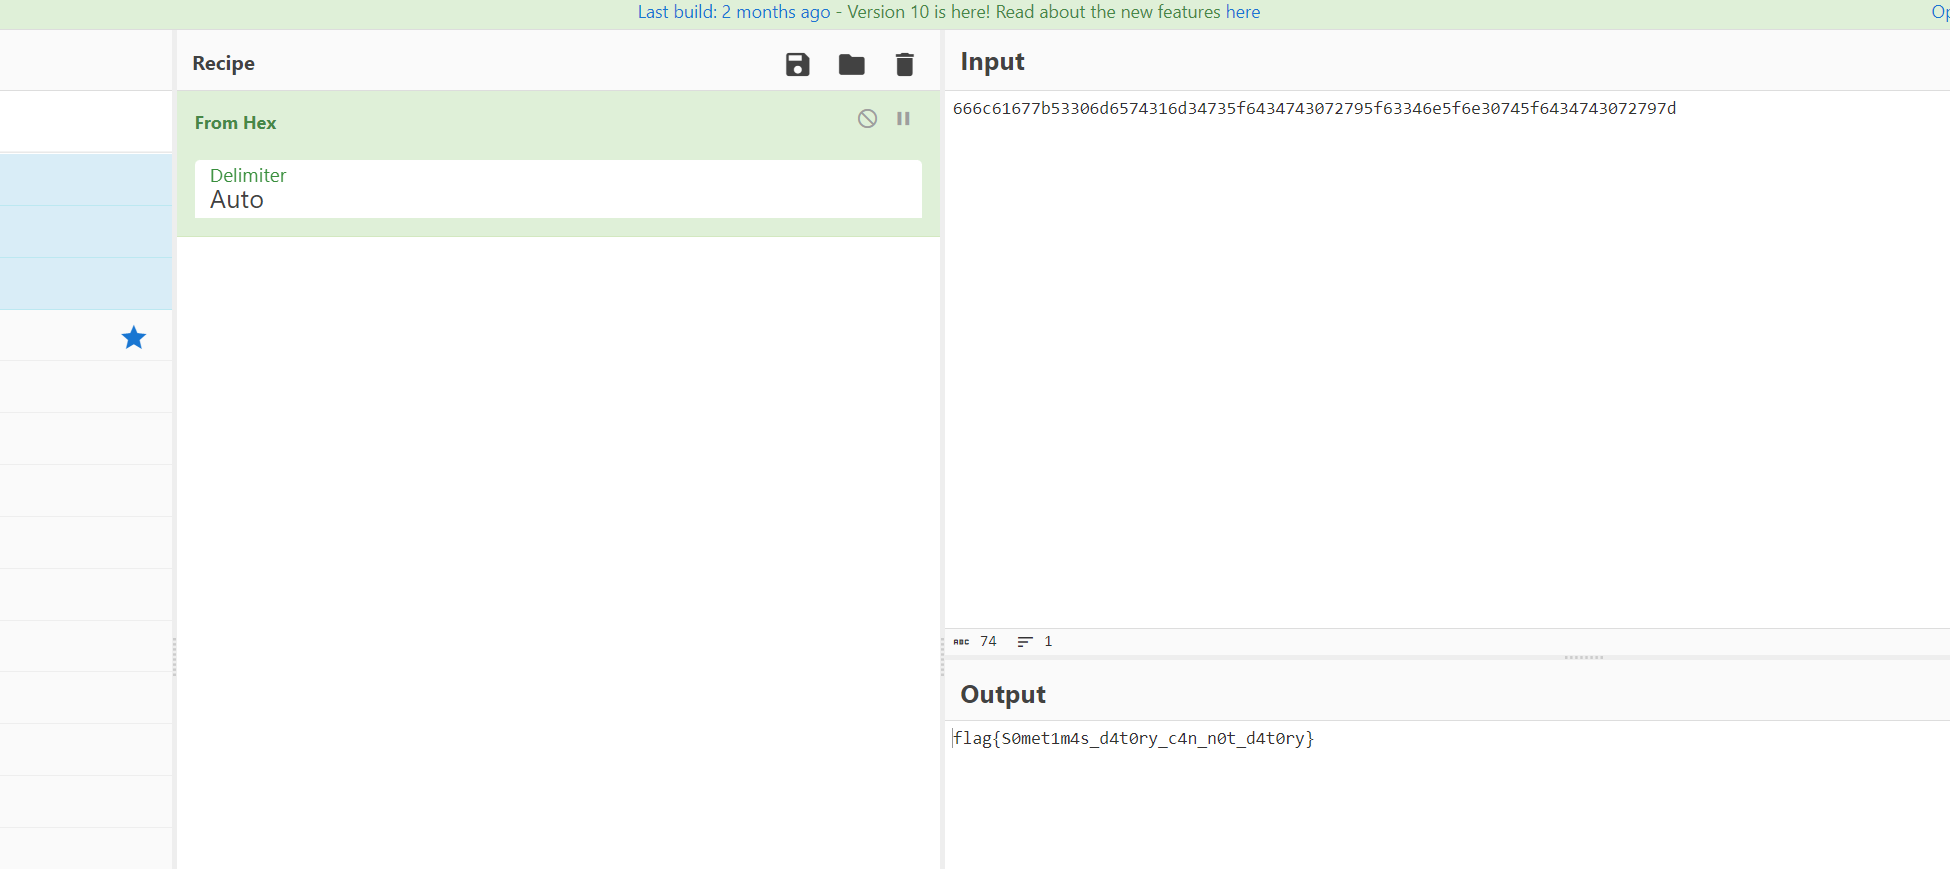 Last build: 2 months ago - Version 10 is here! Read about the new features here
Op
Recipe
From Hex
Delimiter
Auto
Input
666c61677b53306d6574316d34735f6434743072795f63346e5f6e30745f6434743072797d
ABC 74 1
Output
flag{S0met1m4s_d4t0ry_c4n_n0t_d4t0ry}